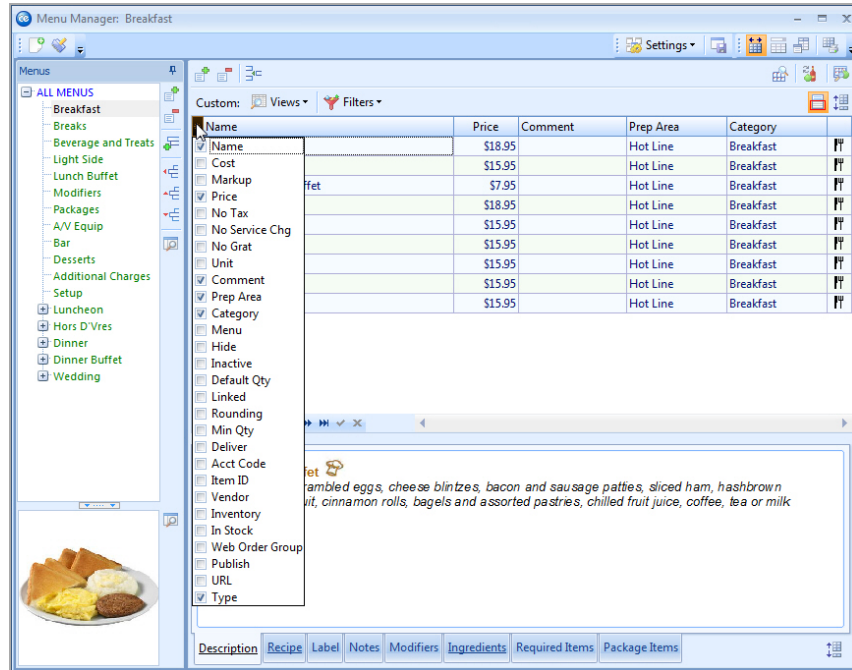 Menu Manager: Breakfast
Settings
Menus
ALL MENUS
Breakfast
Breaks
Beverage and Treats
Light Side
Lunch Buffet
Modifiers
Packages
A/V Equip
Bar
Desserts
Additional Charges
Setup
Luncheon
Hors D'Vres
Dinner
Dinner Buffet
Wedding
Custom: Views Filters
Name Price Comment Prep Area Category
$18.95 Hot Line Breakfast
$15.95 Hot Line Breakfast
ffet $7.95 Hot Line Breakfast
$18.95 Hot Line Breakfast
$15.95 Hot Line Breakfast
$15.95 Hot Line Breakfast
$15.95 Hot Line Breakfast
$15.95 Hot Line Breakfast
$15.95 Hot Line Breakfast
Name
Cost
Markup
Price
No Tax
No Service Chg
No Grat
Unit
Comment
Prep Area
Category
Menu
Hide
Inactive
Default Qty
Linked
Rounding
Min Qty
Deliver
Acct Code
Item ID
Vendor
Inventory
In Stock
Web Order Group
Publish
URL
Type
fet
rambled eggs, cheese blintzes, bacon and sausage patties, sliced ham, hashbrown
uit, cinnamon rolls, bagels and assorted pastries, chilled fruit juice, coffee, tea or milk
Description Recipe Label Notes Modifiers Ingredients Required Items Package Items